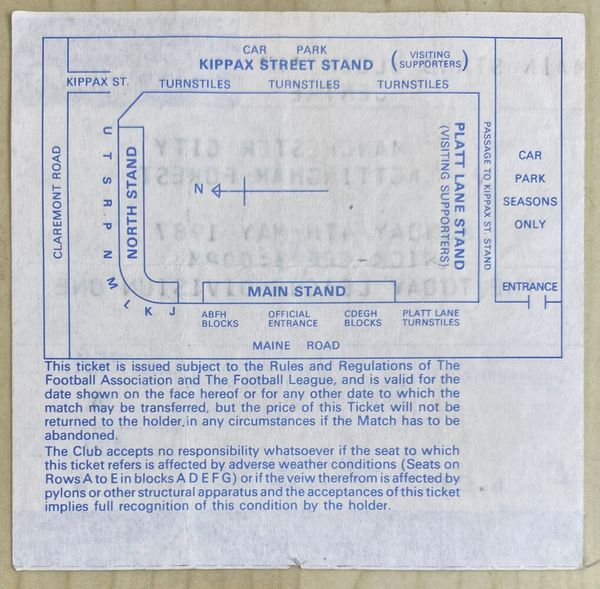 CAR PARK
KIPPAX STREET STAND (VISITING SUPPORTERS)
KIPPAX ST.
TURNSTILES TURNSTILES TURNSTILES
CLAREMONT ROAD
U T S R P N M L K J
NORTH STAND
N
PLATT LANE STAND
(VISITING SUPPORTERS)
PASSAGE TO KIPPAX ST. STAND
CAR
PARK
SEASONS
ONLY
ENTRANCE
MAIN STAND
ABFH BLOCKS
OFFICIAL ENTRANCE
CDEGH BLOCKS
PLATT LANE TURNSTILES
MAINE ROAD
This ticket is issued subject to the Rules and Regulations of The
Football Association and The Football League, and is valid for the
date shown on the face hereof or for any other date to which the
match may be transferred, but the price of this Ticket will not be
returned to the holder in any circumstances if the Match has to be
abandoned.
The Club accepts no responsibility whatsoever if the seat to which
this ticket refers is affected by adverse weather conditions (Seats on
Rows A to E in blocks A D E F G) or if the veiw therefrom is affected by
pylons or other structural apparatus and the acceptances of this ticket
implies full recognition of this condition by the holder.